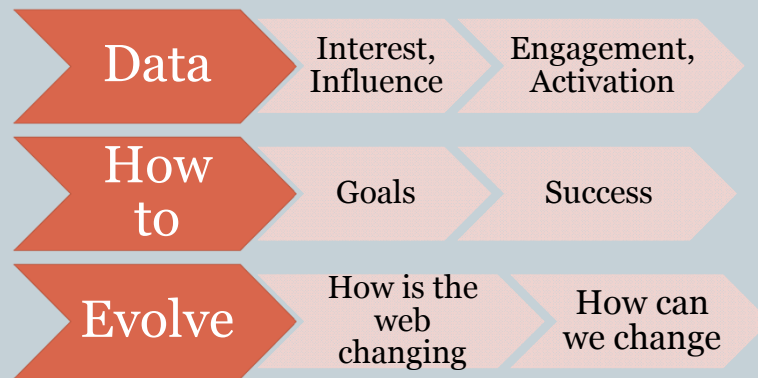 Data
Interest,
Influence
Engagement,
Activation
How
to
Goals
Success
Evolve
How is the
web
changing
How can
we change